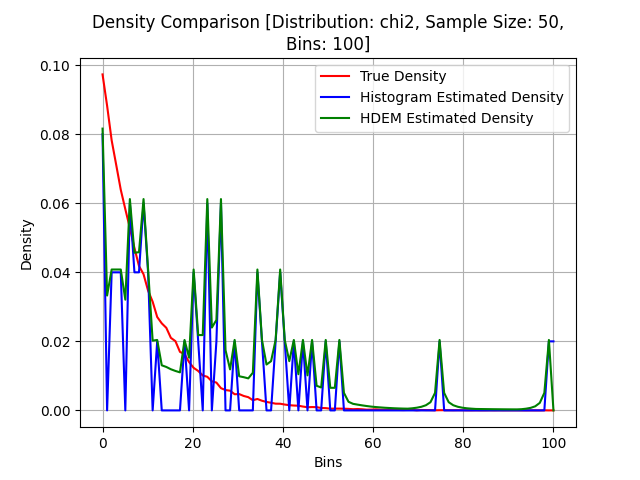 Density Comparison [Distribution: chi2, Sample Size: 50,
Bins: 100]
True Density
Histogram Estimated Density
HDEM Estimated Density
Density
0.10
0.08
0.06
0.04
0.02
0.00
0 20 40 60 80 100
Bins